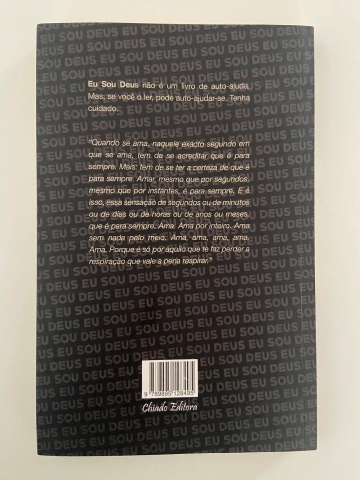 Eu Sou Deus não é um livro de auto-ajuda.
Mas, se você o ler, pode auto-ajudar-se. Tenha
cuidado.
"Quando se ama, naquele exacto segundo em
que se ama, tem de se acreditar que é para
sempre. Mais: tem de se ter a certeza de que é
para sempre. Amar, mesmo que por segundos,
mesmo que por instantes, é para sempre. E é
isso, essa sensação de segundos ou de minutos
ou de dias ou de horas ou de anos ou meses,
que é para sempre. Ama. Ama por inteiro. Ama
sem nada pelo meio. Ama, ama, ama, ama.
Ama. Porque é só por aquilo que te faz perder a
respiração que vale a pena respirar."
9 789895 128495
Chiado Editora